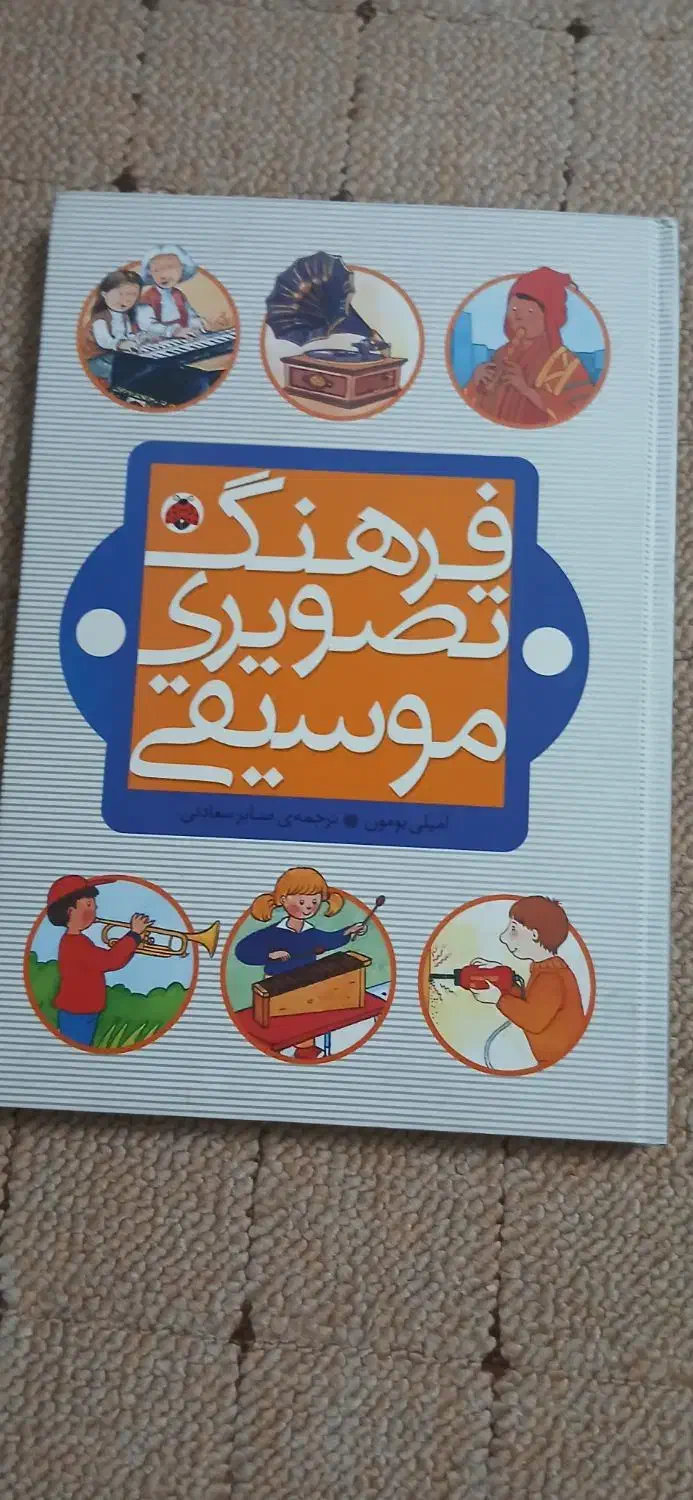 فرهنگ
تصویری
موسیقی
امیلی بومون ● ترجمه‌ی صابر سعادتی